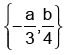 {-a/3, b/4}